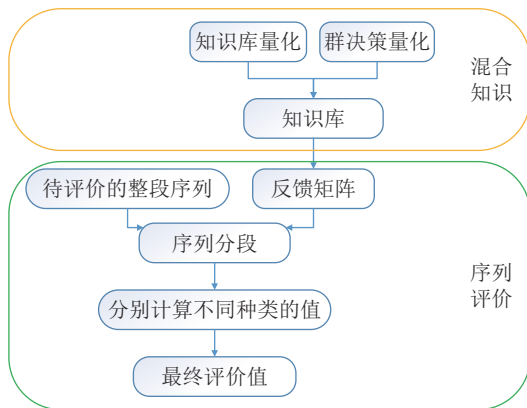 知识库量化
群决策量化
混合
知识
知识库
待评价的整段序列
反馈矩阵
序列分段
序列
评价
分别计算不同种类的值
最终评价值